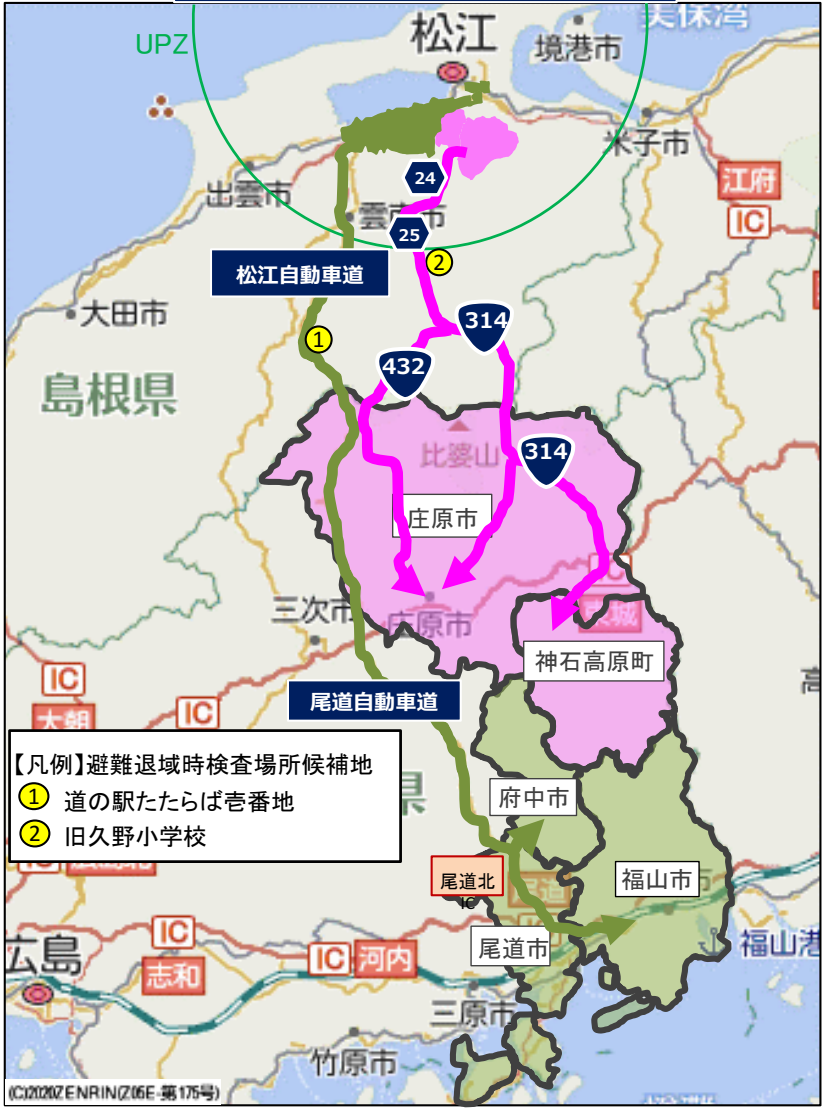 美保湾
UPZ
松江
境港市
米子市
江府
IC
出雲市
24
雲南市
25
2
松江自動車道
大田市
1
314
432
島根県
比婆山
314
庄原市
IC
東城
三次市
庄原市
神石高原町
IC
大朝
尾道自動車道
IC
【凡例】避難退域時検査場所候補地
1 道の駅たたらば壱番地
2 旧久野小学校
県
府中市
尾道北
IC
尾道
福山市
IC
尾道市
福山港
広島
IC
志和
IC
河内
三原市
竹原市
(C)2020ZENRIN(Z05E-第175号)